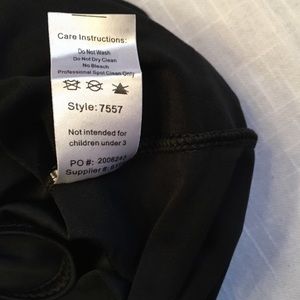 Care Instructions:
Do Not Wash
Do Not Dry Clean
No Bleach
Professional Spot Clean Only
Style: 7557
Not intended for
children under 3
PO#:
Supplier #: